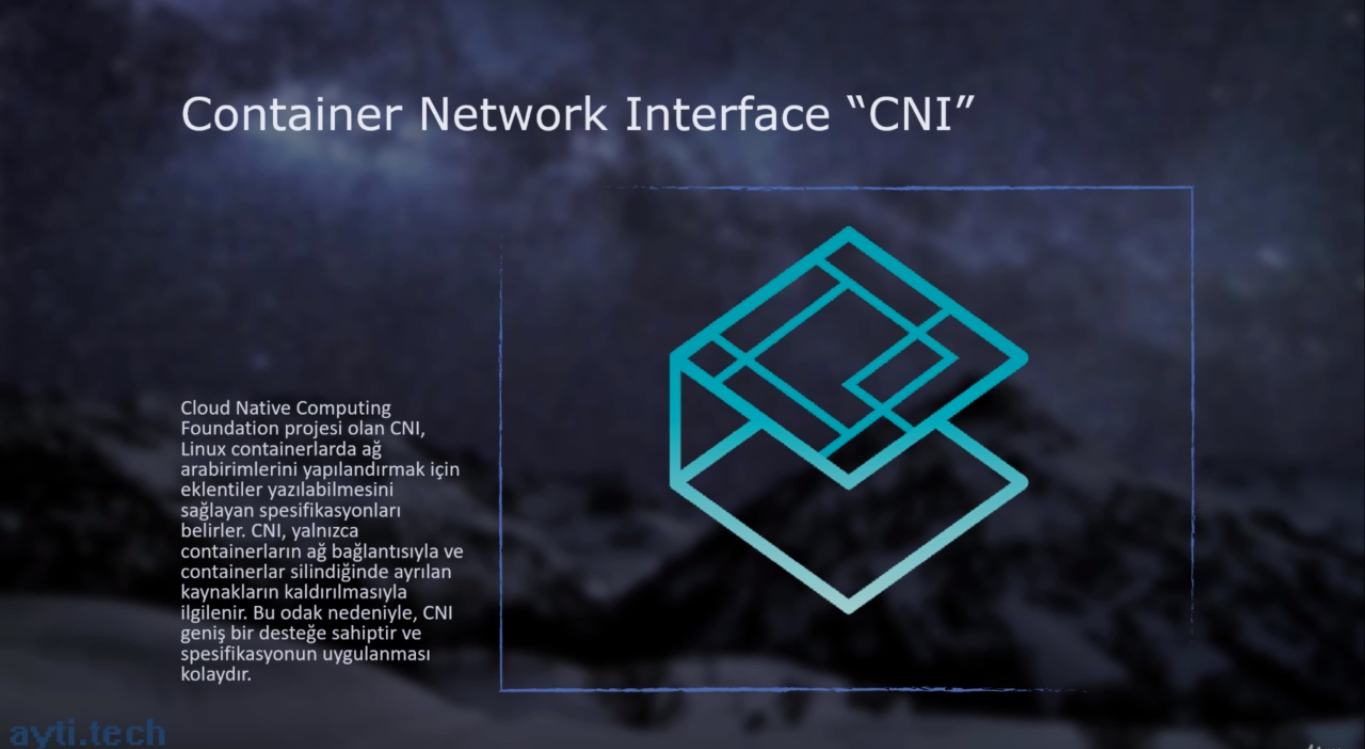 Container Network Interface “CNI”
Cloud Native Computing
Foundation projesi olan CNI,
Linux containerlarda ağ
arabirimlerini yapılandırmak için
eklentiler yazılabilmesini
sağlayan spesifikasyonları
belirler. CNI, yalnızca
containerların ağ bağlantısıyla ve
containerlar silindiğinde ayrılan
kaynakların kaldırılmasıyla
ilgilenir. Bu odak nedeniyle, CNI
geniş bir desteğe sahiptir ve
spesifikasyonun uygulanması
kolaydır.
ayti.tech